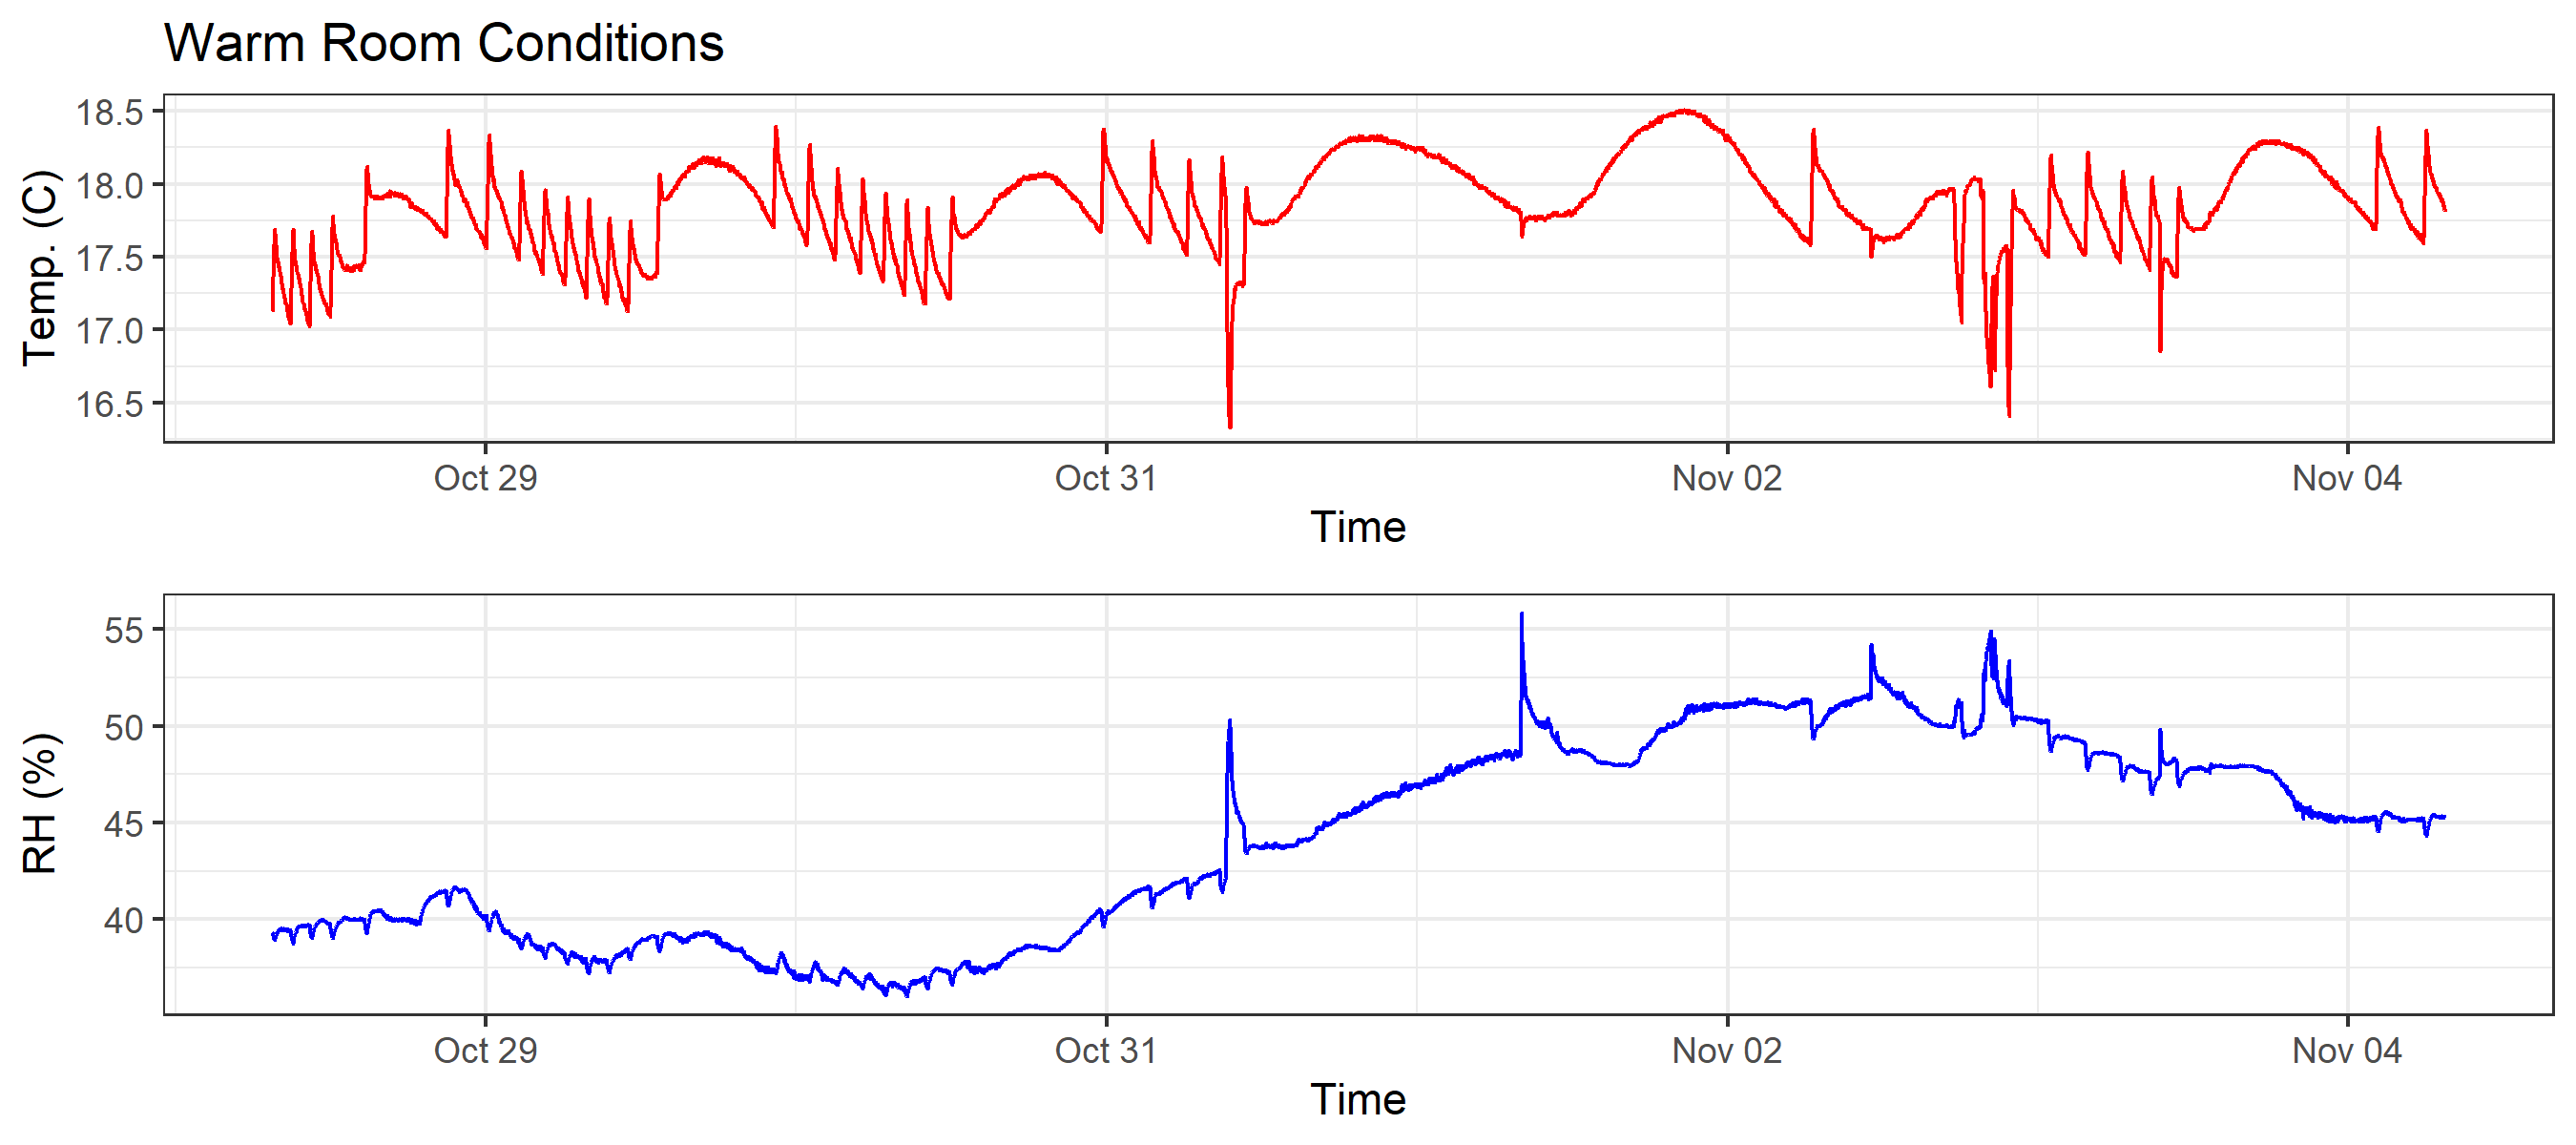 Warm Room Conditions
18.5
18.0
17.5
17.0
16.5
Temp. (C)
Oct 29 Oct 31 Nov 02 Nov 04
Time
55
50
45
40
RH (%)
Oct 29 Oct 31 Nov 02 Nov 04
Time